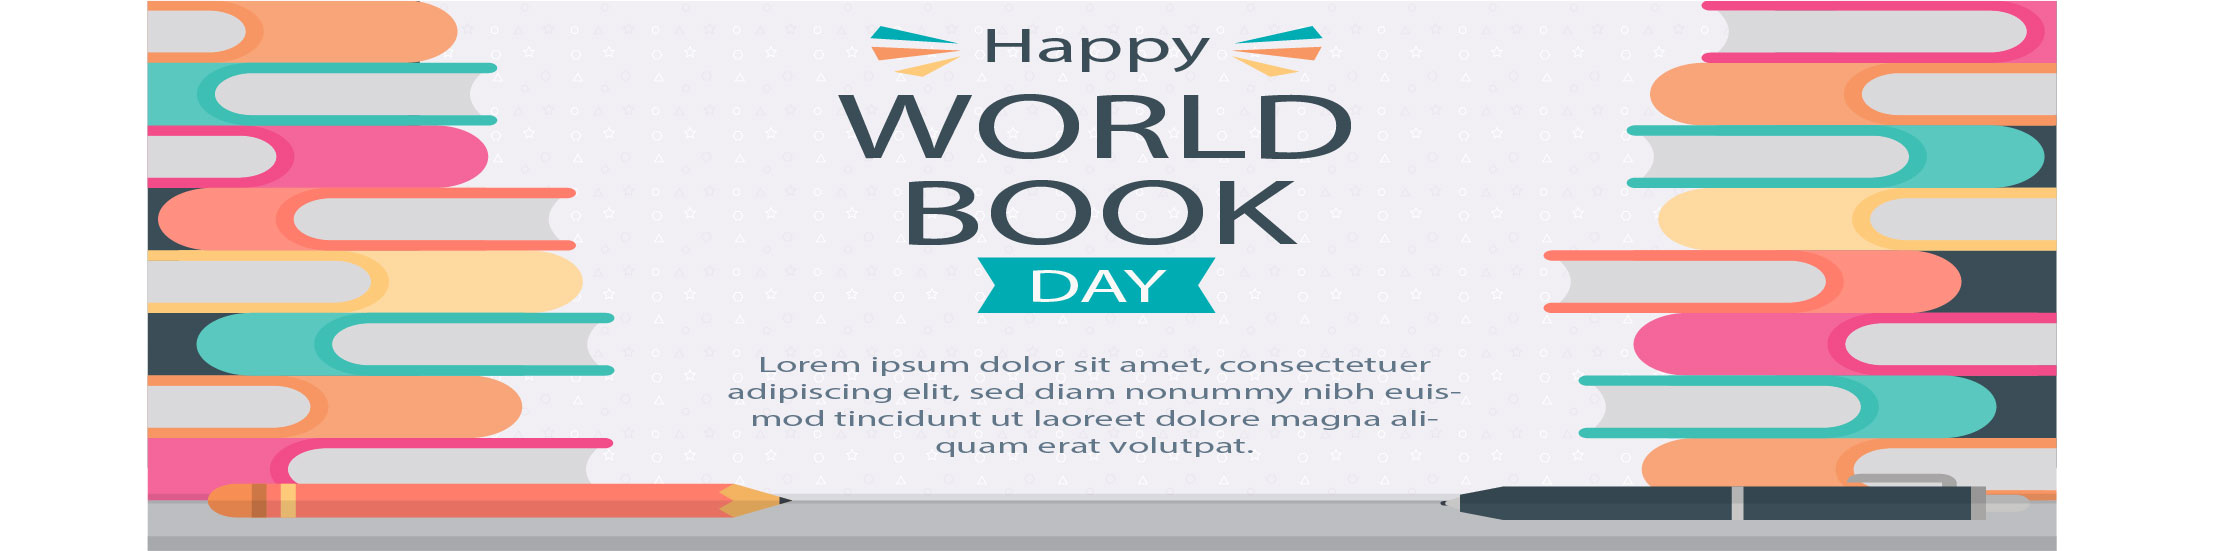 Happy
WORLD
BOOK
DAY
Lorem ipsum dolor sit amet, consectetuer
adipiscing elit, sed diam nonummy nibh euis-
mod tincidunt ut laoreet dolore magna ali-
quam erat volutpat.